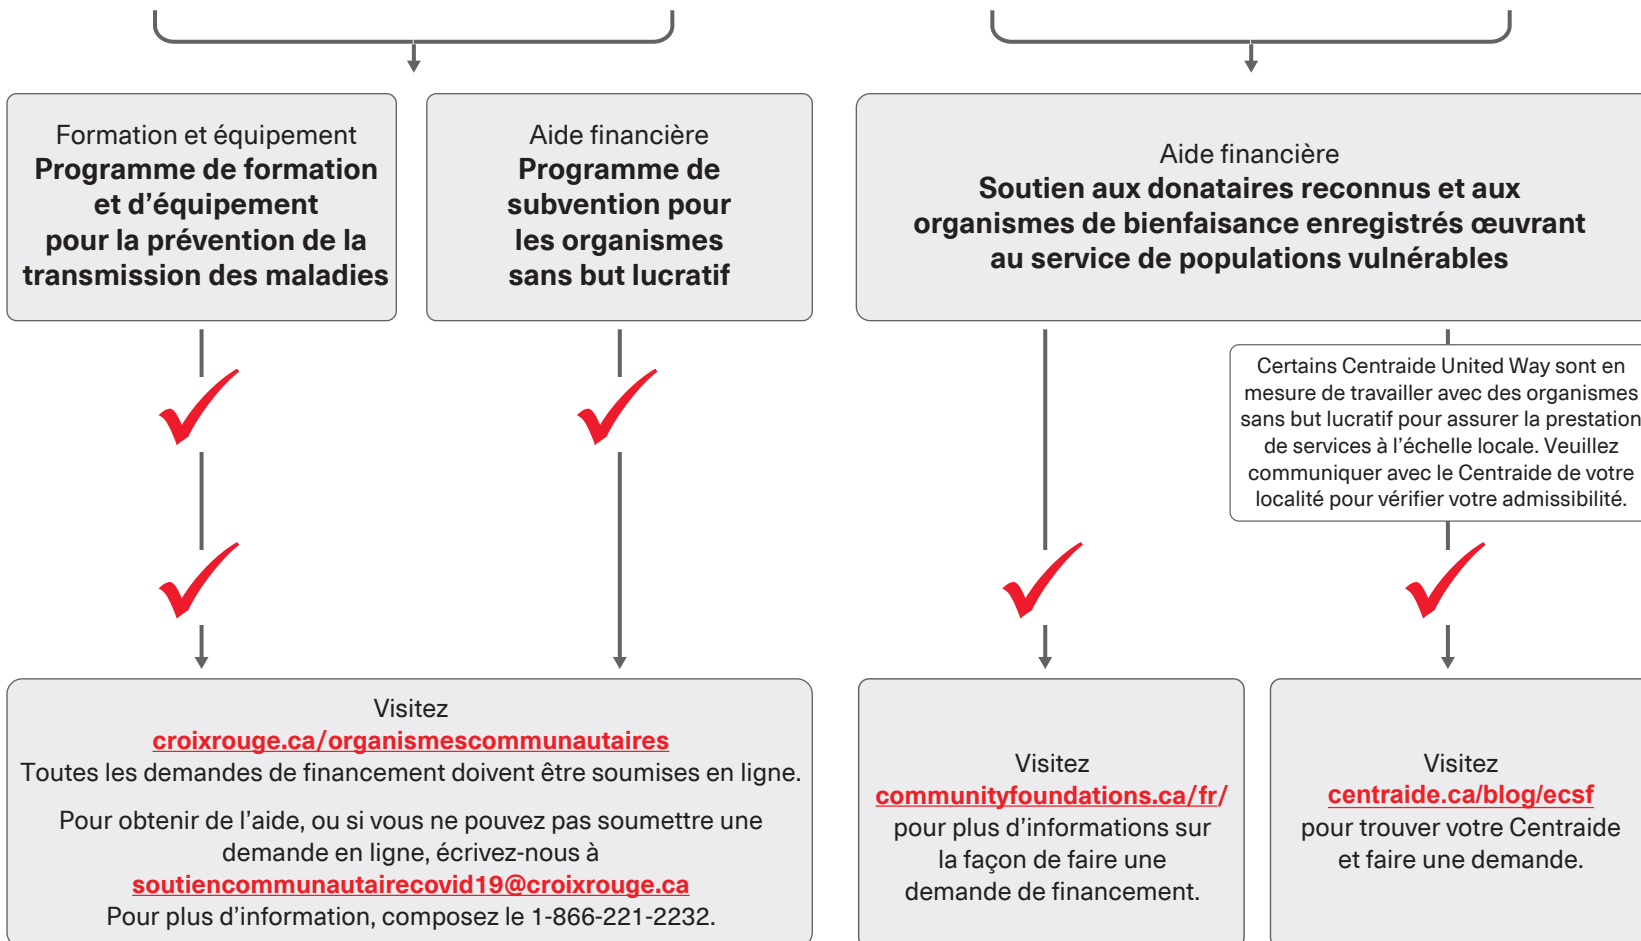 Formation et équipement
Programme de formation
et d’équipement
pour la prévention de la
transmission des maladies
Aide financière
Programme de
subvention pour
les organismes
sans but lucratif
Aide financière
Soutien aux donataires reconnus et aux
organismes de bienfaisance enregistrés œuvrant
au service de populations vulnérables
Certains Centraide United Way sont en
mesure de travailler avec des organismes
sans but lucratif pour assurer la prestation
de services à l’échelle locale. Veuillez
communiquer avec le Centraide de votre
localité pour vérifier votre admissibilité.
Visitez
croixrouge.ca/organismescommunautaires
Toutes les demandes de financement doivent être soumises en ligne.
Pour obtenir de l’aide, ou si vous ne pouvez pas soumettre une
demande en ligne, écrivez-nous à
soutiencommunautairecovid19@croixrouge.ca
Pour plus d’information, composez le 1-866-221-2232.
Visitez
communityfoundations.ca/fr/
pour plus d’informations sur
la façon de faire une
demande de financement.
Visitez
centraide.ca/blog/ecsf
pour trouver votre Centraide
et faire une demande.